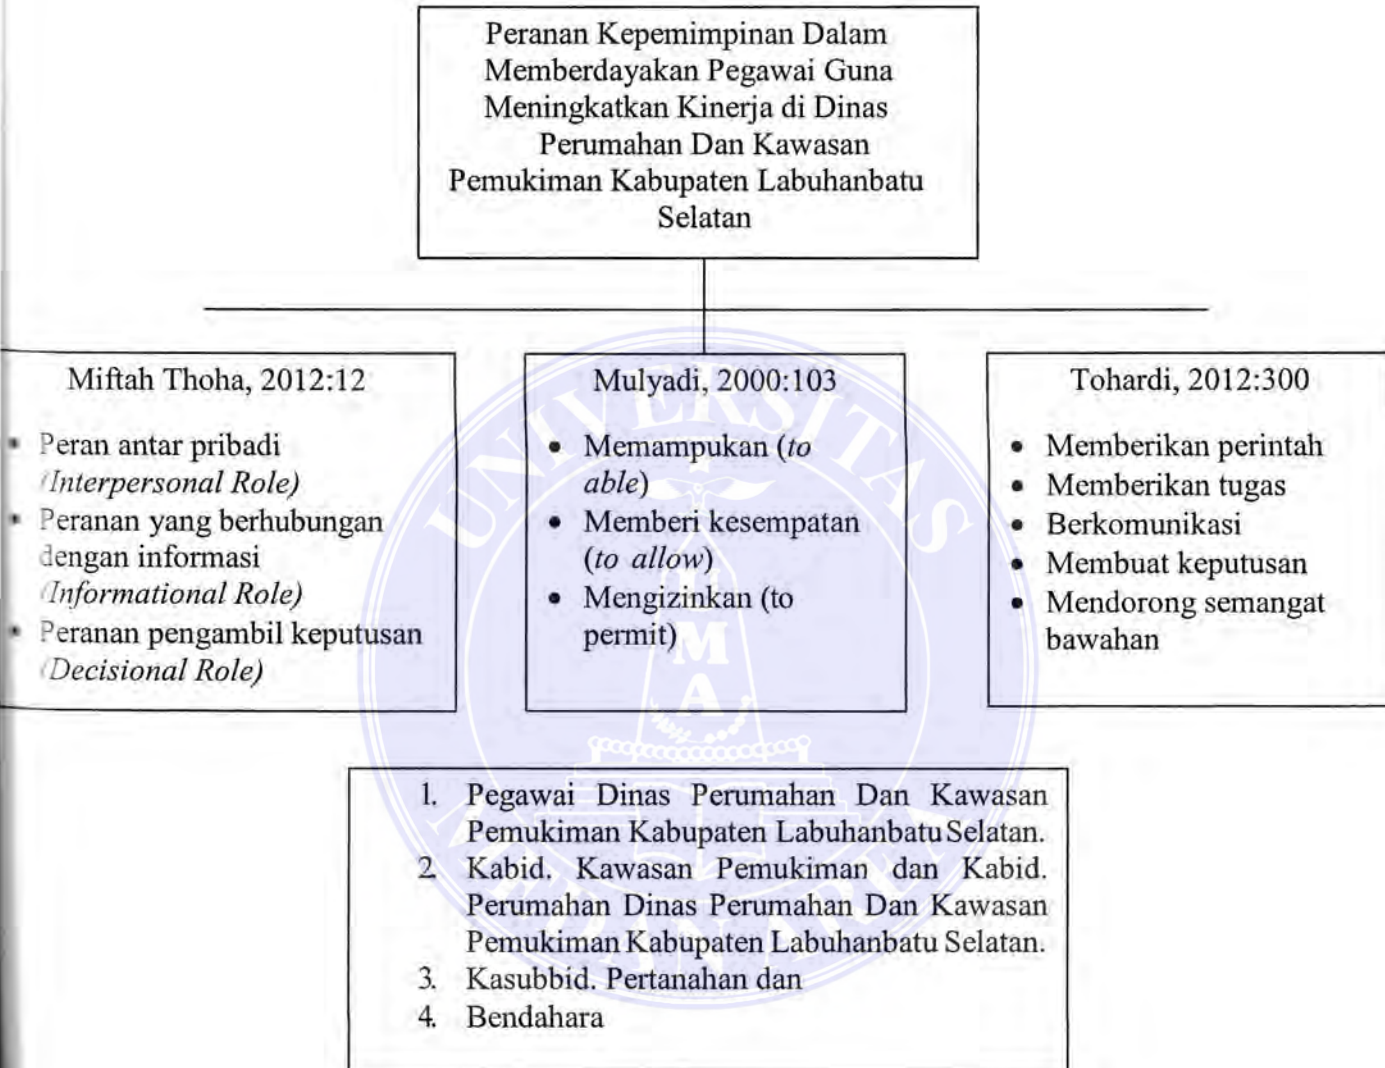 Peranan Kepemimpinan Dalam
Memberdayakan Pegawai Guna
Meningkatkan Kinerja di Dinas
Perumahan Dan Kawasan
Pemukiman Kabupaten Labuhanbatu
Selatan
Miftah Thoha, 2012:12
• Peran antar pribadi
(Interpersonal Role)
• Peranan yang berhubungan
dengan informasi
(Informational Role)
• Peranan pengambil keputusan
(Decisional Role)
Mulyadi, 2000:103
• Memampukan (to
able)
• Memberi kesempatan
(to allow)
• Mengizinkan (to
permit)
Tohardi, 2012:300
• Memberikan perintah
• Memberikan tugas
• Berkomunikasi
• Membuat keputusan
• Mendorong semangat
bawahan
1. Pegawai Dinas Perumahan Dan Kawasan
Pemukiman Kabupaten Labuhanbatu Selatan.
2. Kabid. Kawasan Pemukiman dan Kabid.
Perumahan Dinas Perumahan Dan Kawasan
Pemukiman Kabupaten Labuhanbatu Selatan.
3. Kasubbid. Pertanahan dan
4. Bendahara
UNIVERSITAS
UMA
MEDAN AREA